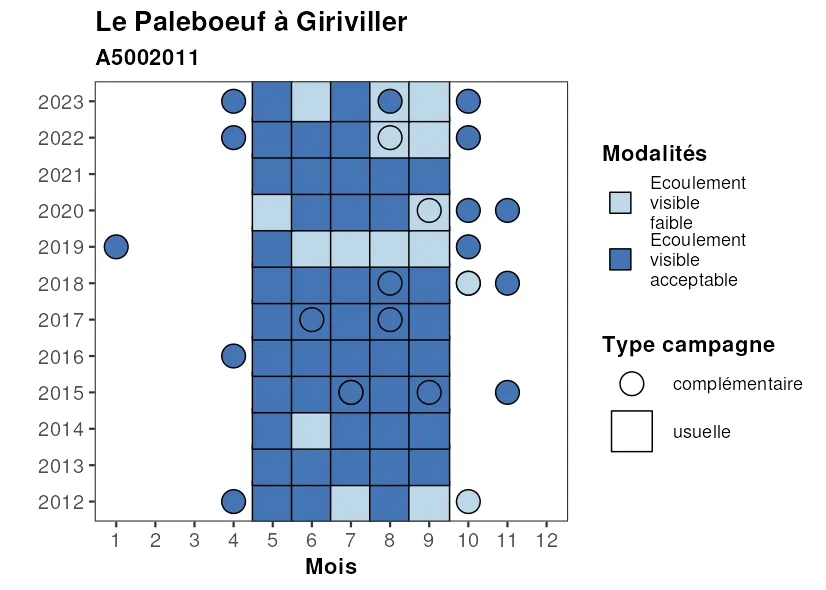 Le Paleboeuf à Giriviller
A5002011
2023
2022
2021
2020
2019
2018
2017
2016
2015
2014
2013
2012
1 2 3 4 5 6 7 8 9 10 11 12
Mois
Modalités
Ecoulement
visible
faible
Ecoulement
visible
acceptable
Type campagne
complémentaire
usuelle